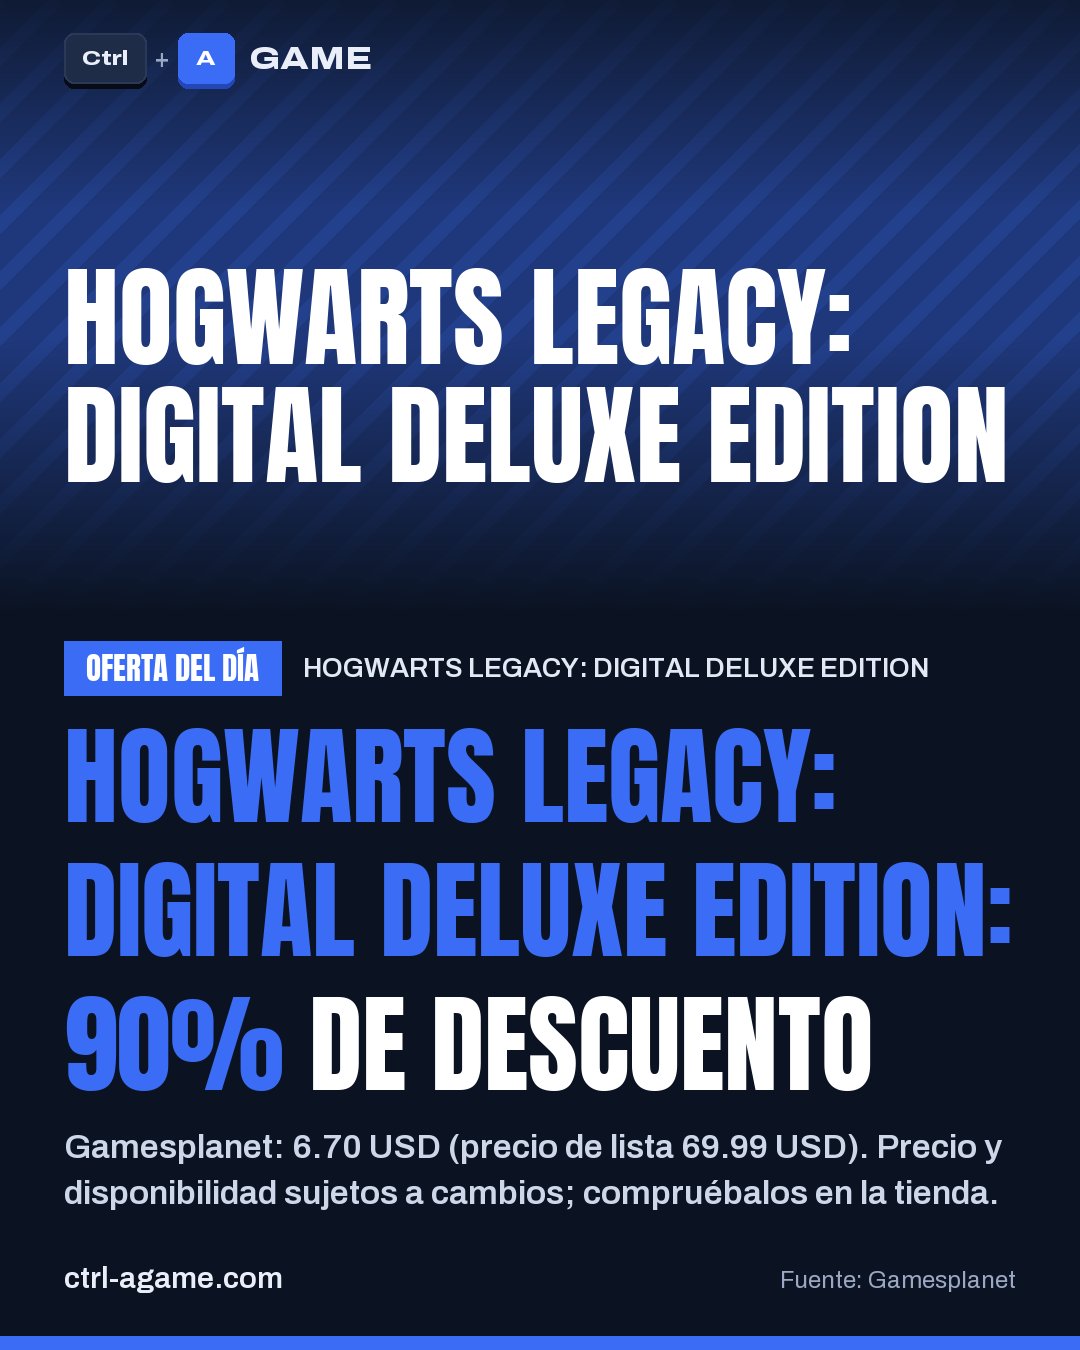 Ctrl + A GAME
HOGWARTS LEGACY:
DIGITAL DELUXE EDITION
OFERTA DEL DÍA HOGWARTS LEGACY: DIGITAL DELUXE EDITION
HOGWARTS LEGACY:
DIGITAL DELUXE EDITION:
90% DE DESCUENTO
Gamesplanet: 6.70 USD (precio de lista 69.99 USD). Precio y
disponibilidad sujetos a cambios; compruébalos en la tienda.
ctrl-agame.com Fuente: Gamesplanet